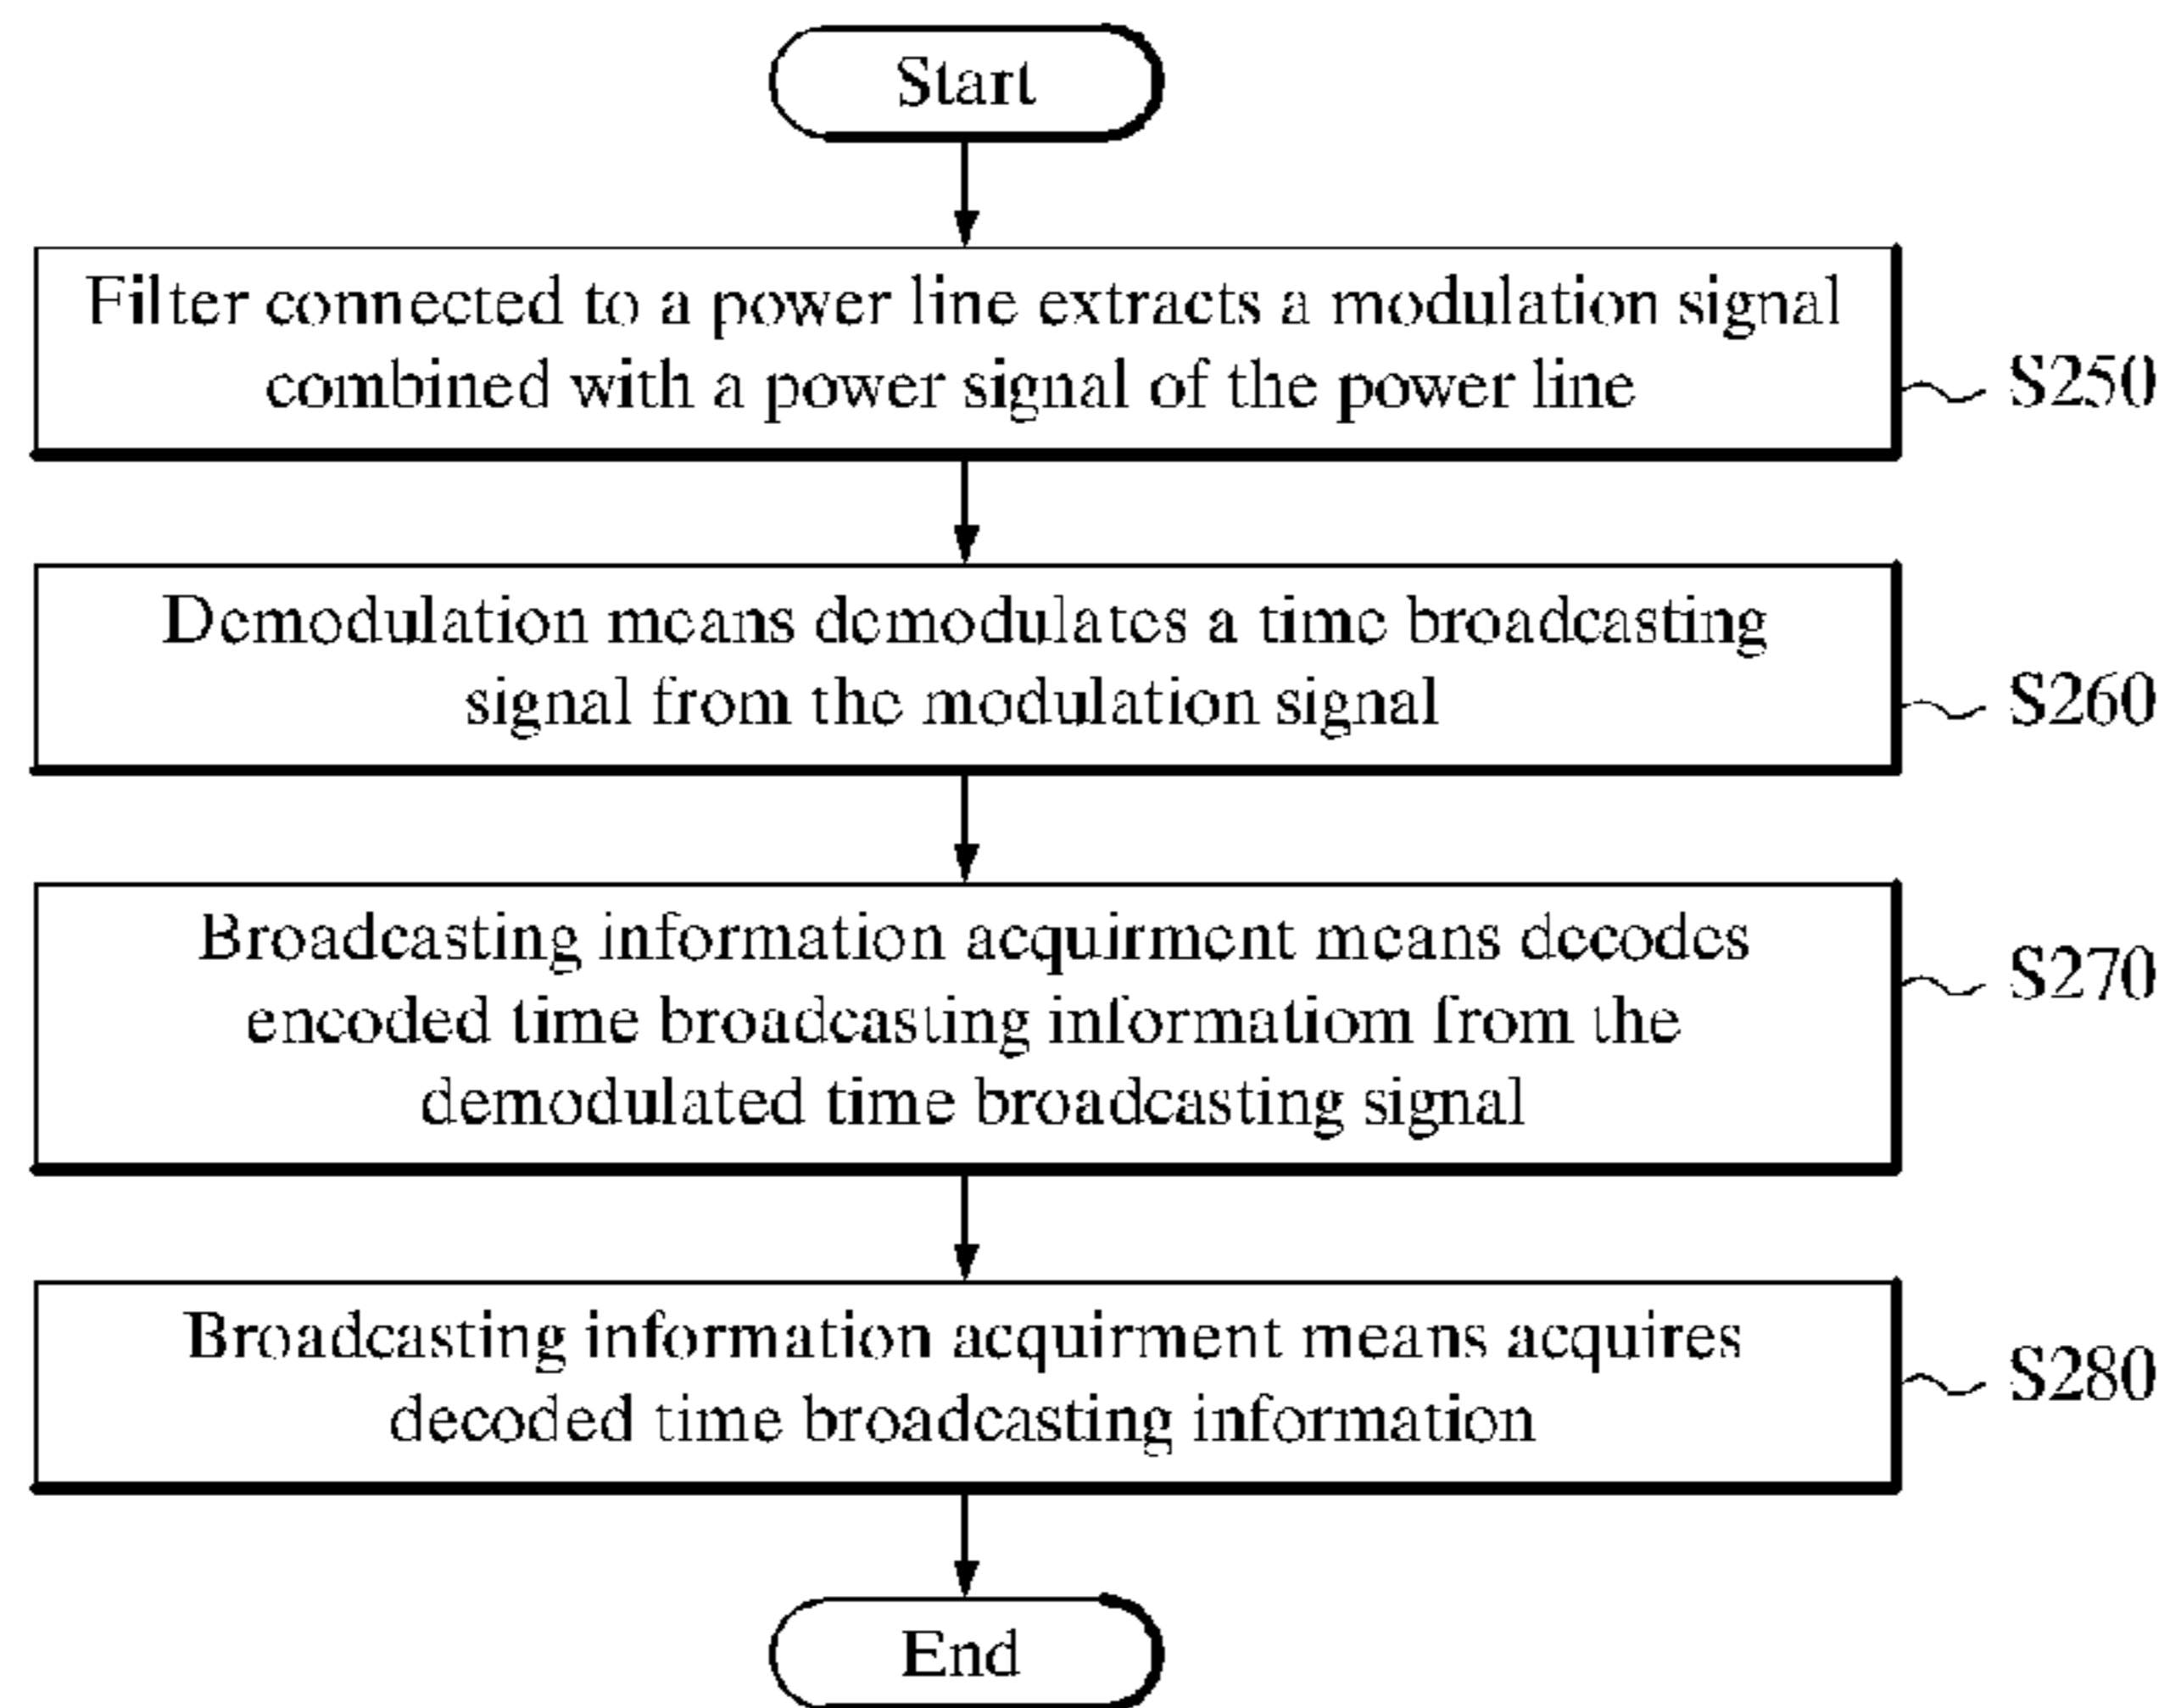 Start
Filter connected to a power line extracts a modulation signal
combined with a power signal of the power line
S250
Demodulation means demodulates a time broadcasting
signal from the modulation signal
S260
Broadcasting information acquirment means decodes
encoded time broadcasting informatiom from the
demodulated time broadcasting signal
S270
Broadcasting information acquirment means acquires
decoded time broadcasting information
S280
End